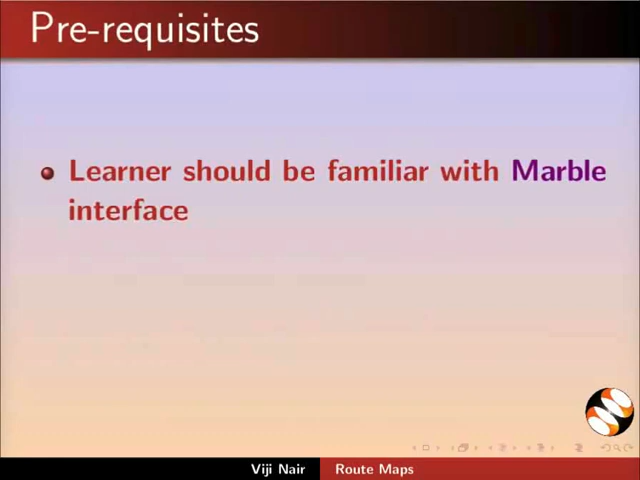 Pre-requisites
Learner should be familiar with Marble
interface
Viji Nair Route Maps